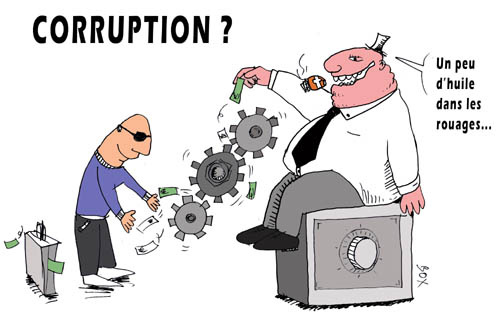 CORRUPTION ?
Un peu
d'huile
dans les
rouages...
BOX